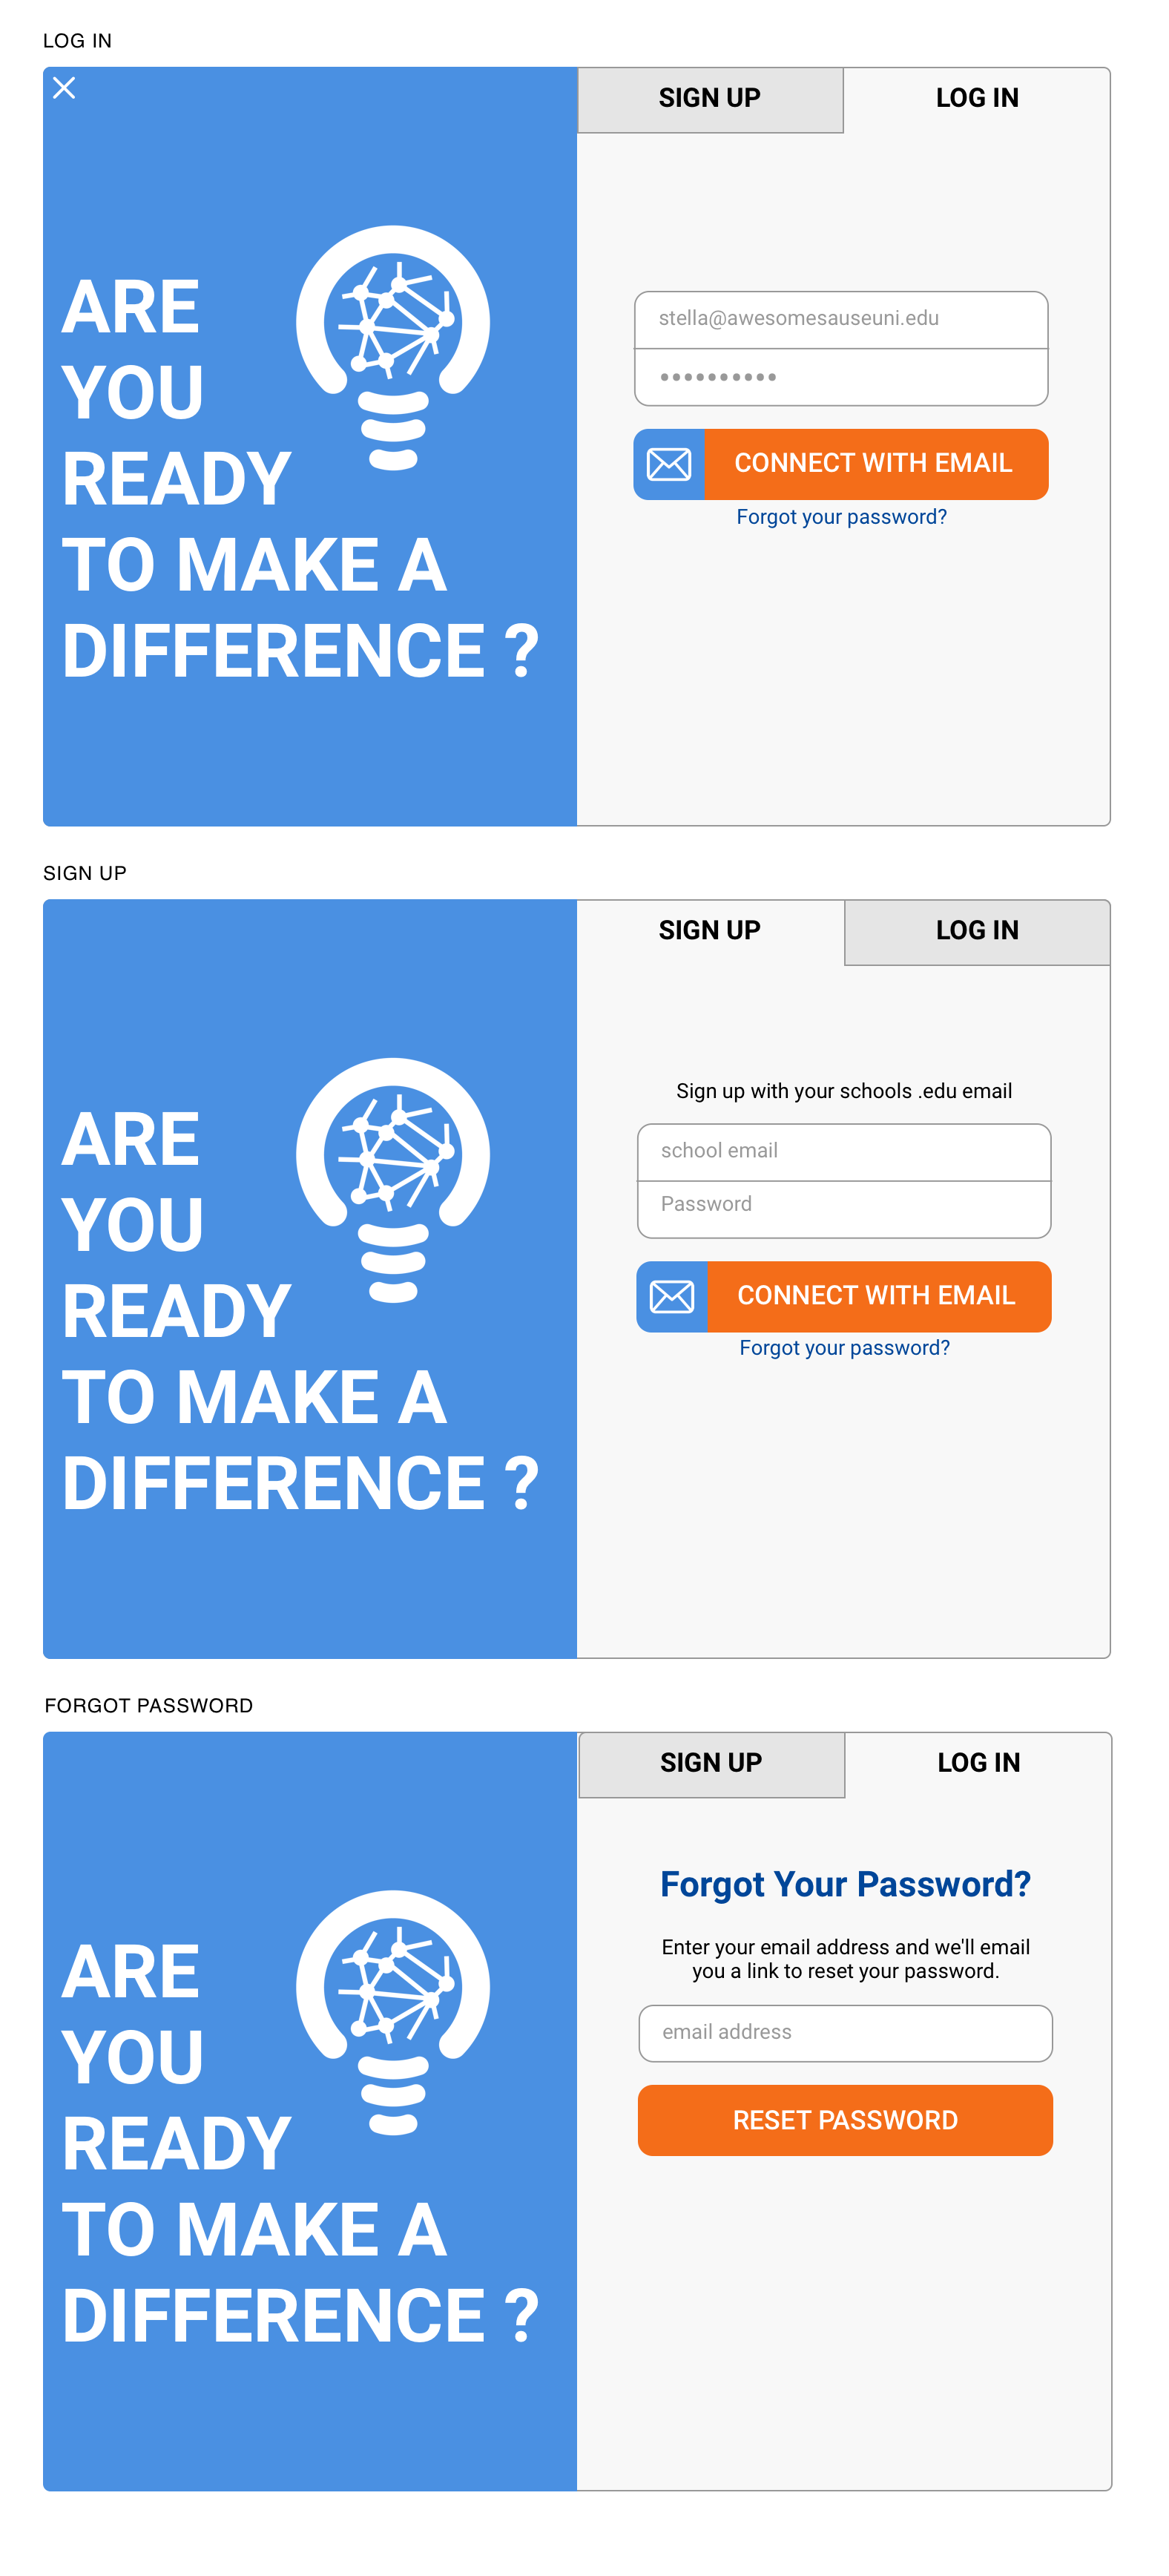 LOG IN
SIGN UP
LOG IN
ARE
YOU
READY
TO MAKE A
DIFFERENCE ?
stella@awesomesauseuni.edu
••••••••••
CONNECT WITH EMAIL
Forgot your password?
SIGN UP
SIGN UP
LOG IN
ARE
YOU
READY
TO MAKE A
DIFFERENCE ?
Sign up with your schools .edu email
school email
Password
CONNECT WITH EMAIL
Forgot your password?
FORGOT PASSWORD
SIGN UP
LOG IN
ARE
YOU
READY
TO MAKE A
DIFFERENCE ?
Forgot Your Password?
Enter your email address and we'll email
you a link to reset your password.
email address
RESET PASSWORD